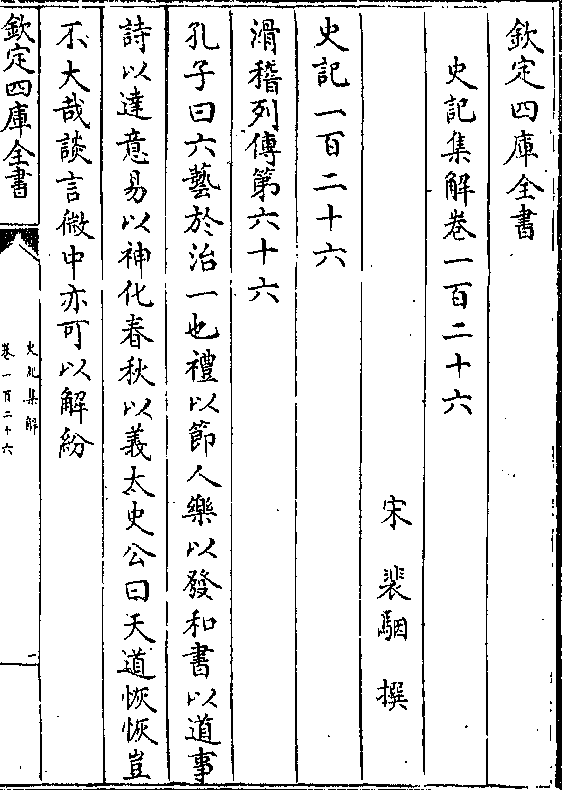 欽定四庫全書
史記集解卷一百二十六
宋 裴駰 撰
史記一百二十六
滑稽列傳第六十六
孔子曰六藝於治一也禮以節人樂以發和書以道事
詩以達意易以神化春秋以義太史公曰天道恢恢豈
不大哉談言微中亦可以解紛
欽定四庫全書
史記集解
卷一百二十六
一